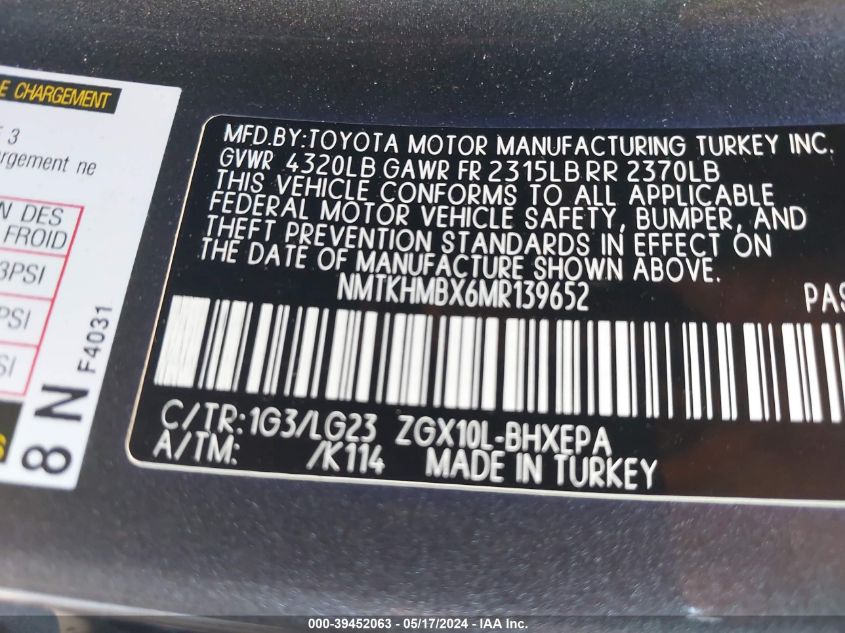 E CHARGEMENT
E 3
argement ne
N DES
FROID
3PSI
PSI
SI
8 N
F4031
MFD.BY:TOYOTA MOTOR MANUFACTURING TURKEY INC.
GVWR 4320LB GAWR FR 2315LB RR 2370LB
THIS VEHICLE CONFORMS TO ALL APPLICABLE
FEDERAL MOTOR VEHICLE SAFETY, BUMPER, AND
THEFT PREVENTION STANDARDS IN EFFECT ON
THE DATE OF MANUFACTURE SHOWN ABOVE.
NMTKHMBX6MR139652 PAS
C/TR:1G3/LG23 ZGX10L-BHXEPA
A/TM: /K114 MADE IN TURKEY
000-39452063 - 05/17/2024 - IAA Inc.